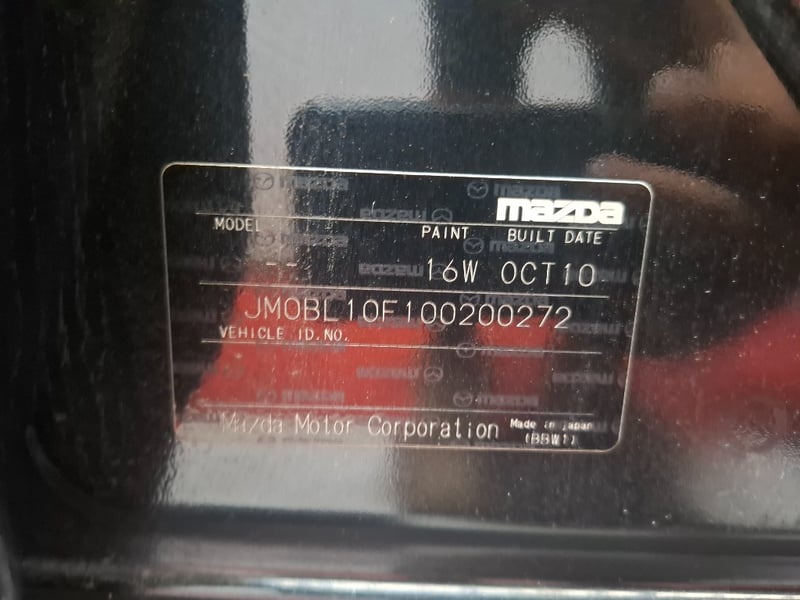 mazda
MODEL PAINT BUILT DATE
-- 16W OCT10
JM0BL10F100200272
VEHICLE ID.NO.
Mazda Motor Corporation Made in Japan
(BBW1)